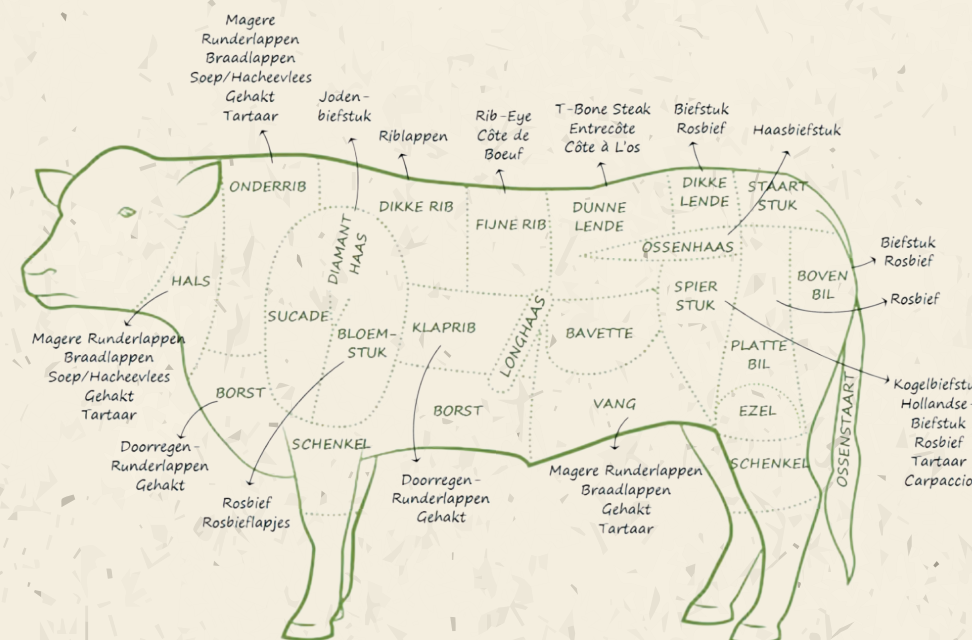 Magere
Runderlappen
Braadlappen
Soep/Hacheevlees
Gehakt
Tartaar
Joden-
biefstuk
Riblappen
Rib-Eye
Côte de
Boeuf
T-Bone Steak
Entrecôte
Côte à L'os
Biefstuk
Rosbief
Haasbiefstuk
ONDERRIB
DIKKE RIB
FIJNE RIB
DÜNNE
LENDE
DIKKE
LENDE
STAART
STUK
DIAMANT
HAAS
OSSENHAAS
HALS
SUCADE
BLOEM-
STUK
KLAPRIB
LONGHAAS
BAVETTE
SPIER
STUK
BOVEN
BIL
PLATTE
BIL
Biefstuk
Rosbief
Rosbief
Magere Runderlappen
Braadlappen
Soep/Hacheevlees
Gehakt
Tartaar
BORST
BORST
VANG
EZEL
OSSENSTAART
Kogelbiefstu
Hollandse-
Biefstuk
Rosbief
Tartaar
Carpaccio
SCHENKEL
SCHENKEL
Doorregen-
Runderlappen
Gehakt
Rosbief
Rosbieflapjes
Doorregen-
Runderlappen
Gehakt
Magere Runderlappen
Braadlappen
Gehakt
Tartaar